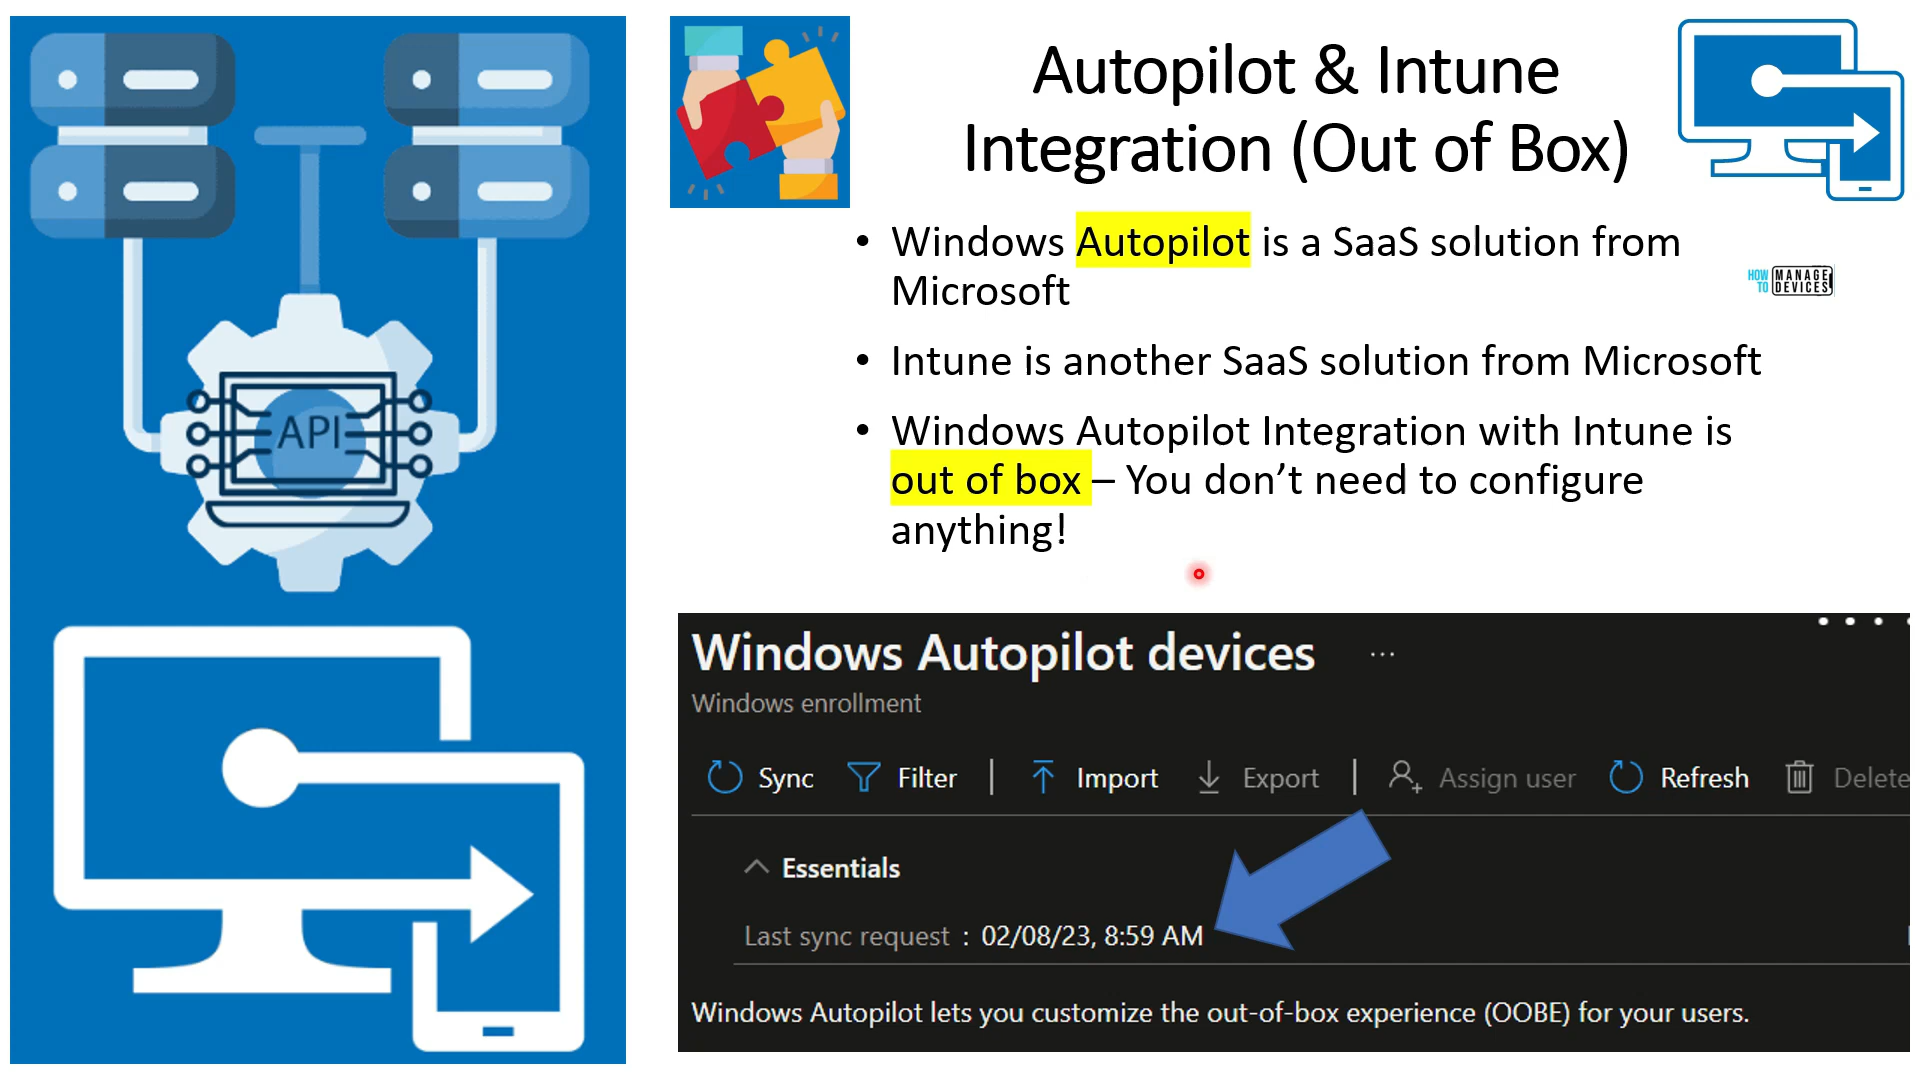 API
Autopilot & Intune
Integration (Out of Box)
• Windows Autopilot is a SaaS solution from
Microsoft
HOW TO MANAGE DEVICES
• Intune is another SaaS solution from Microsoft
• Windows Autopilot Integration with Intune is
out of box – You don’t need to configure
anything!
Windows Autopilot devices ...
Windows enrollment
Sync Filter | Import Export | Assign user Refresh Delete
Essentials
Last sync request : 02/08/23, 8:59 AM
Windows Autopilot lets you customize the out-of-box experience (OOBE) for your users.